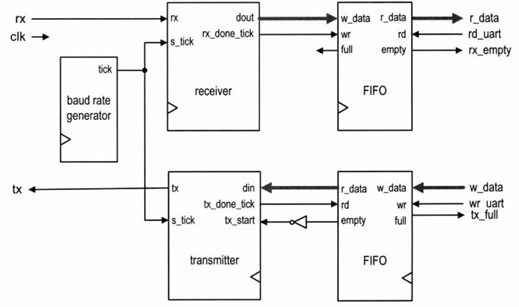 rx rx dout w_data r_data r_data
clk rx_done_tick wr rd rd_uart
s_tick full empty rx_empty
tick
baud rate
generator
receiver FIFO
tx tx din r_data w_data w_data
tx_done_tick rd wr wr_uart
s_tick tx_start empty full tx_full
transmitter FIFO